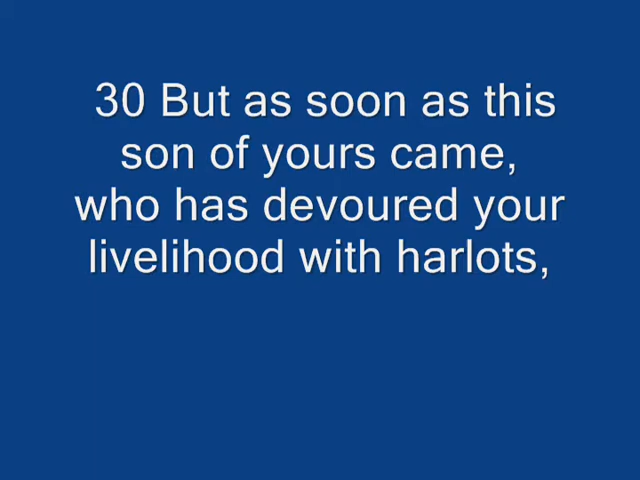 30 But as soon as this
son of yours came,
who has devoured your
livelihood with harlots,